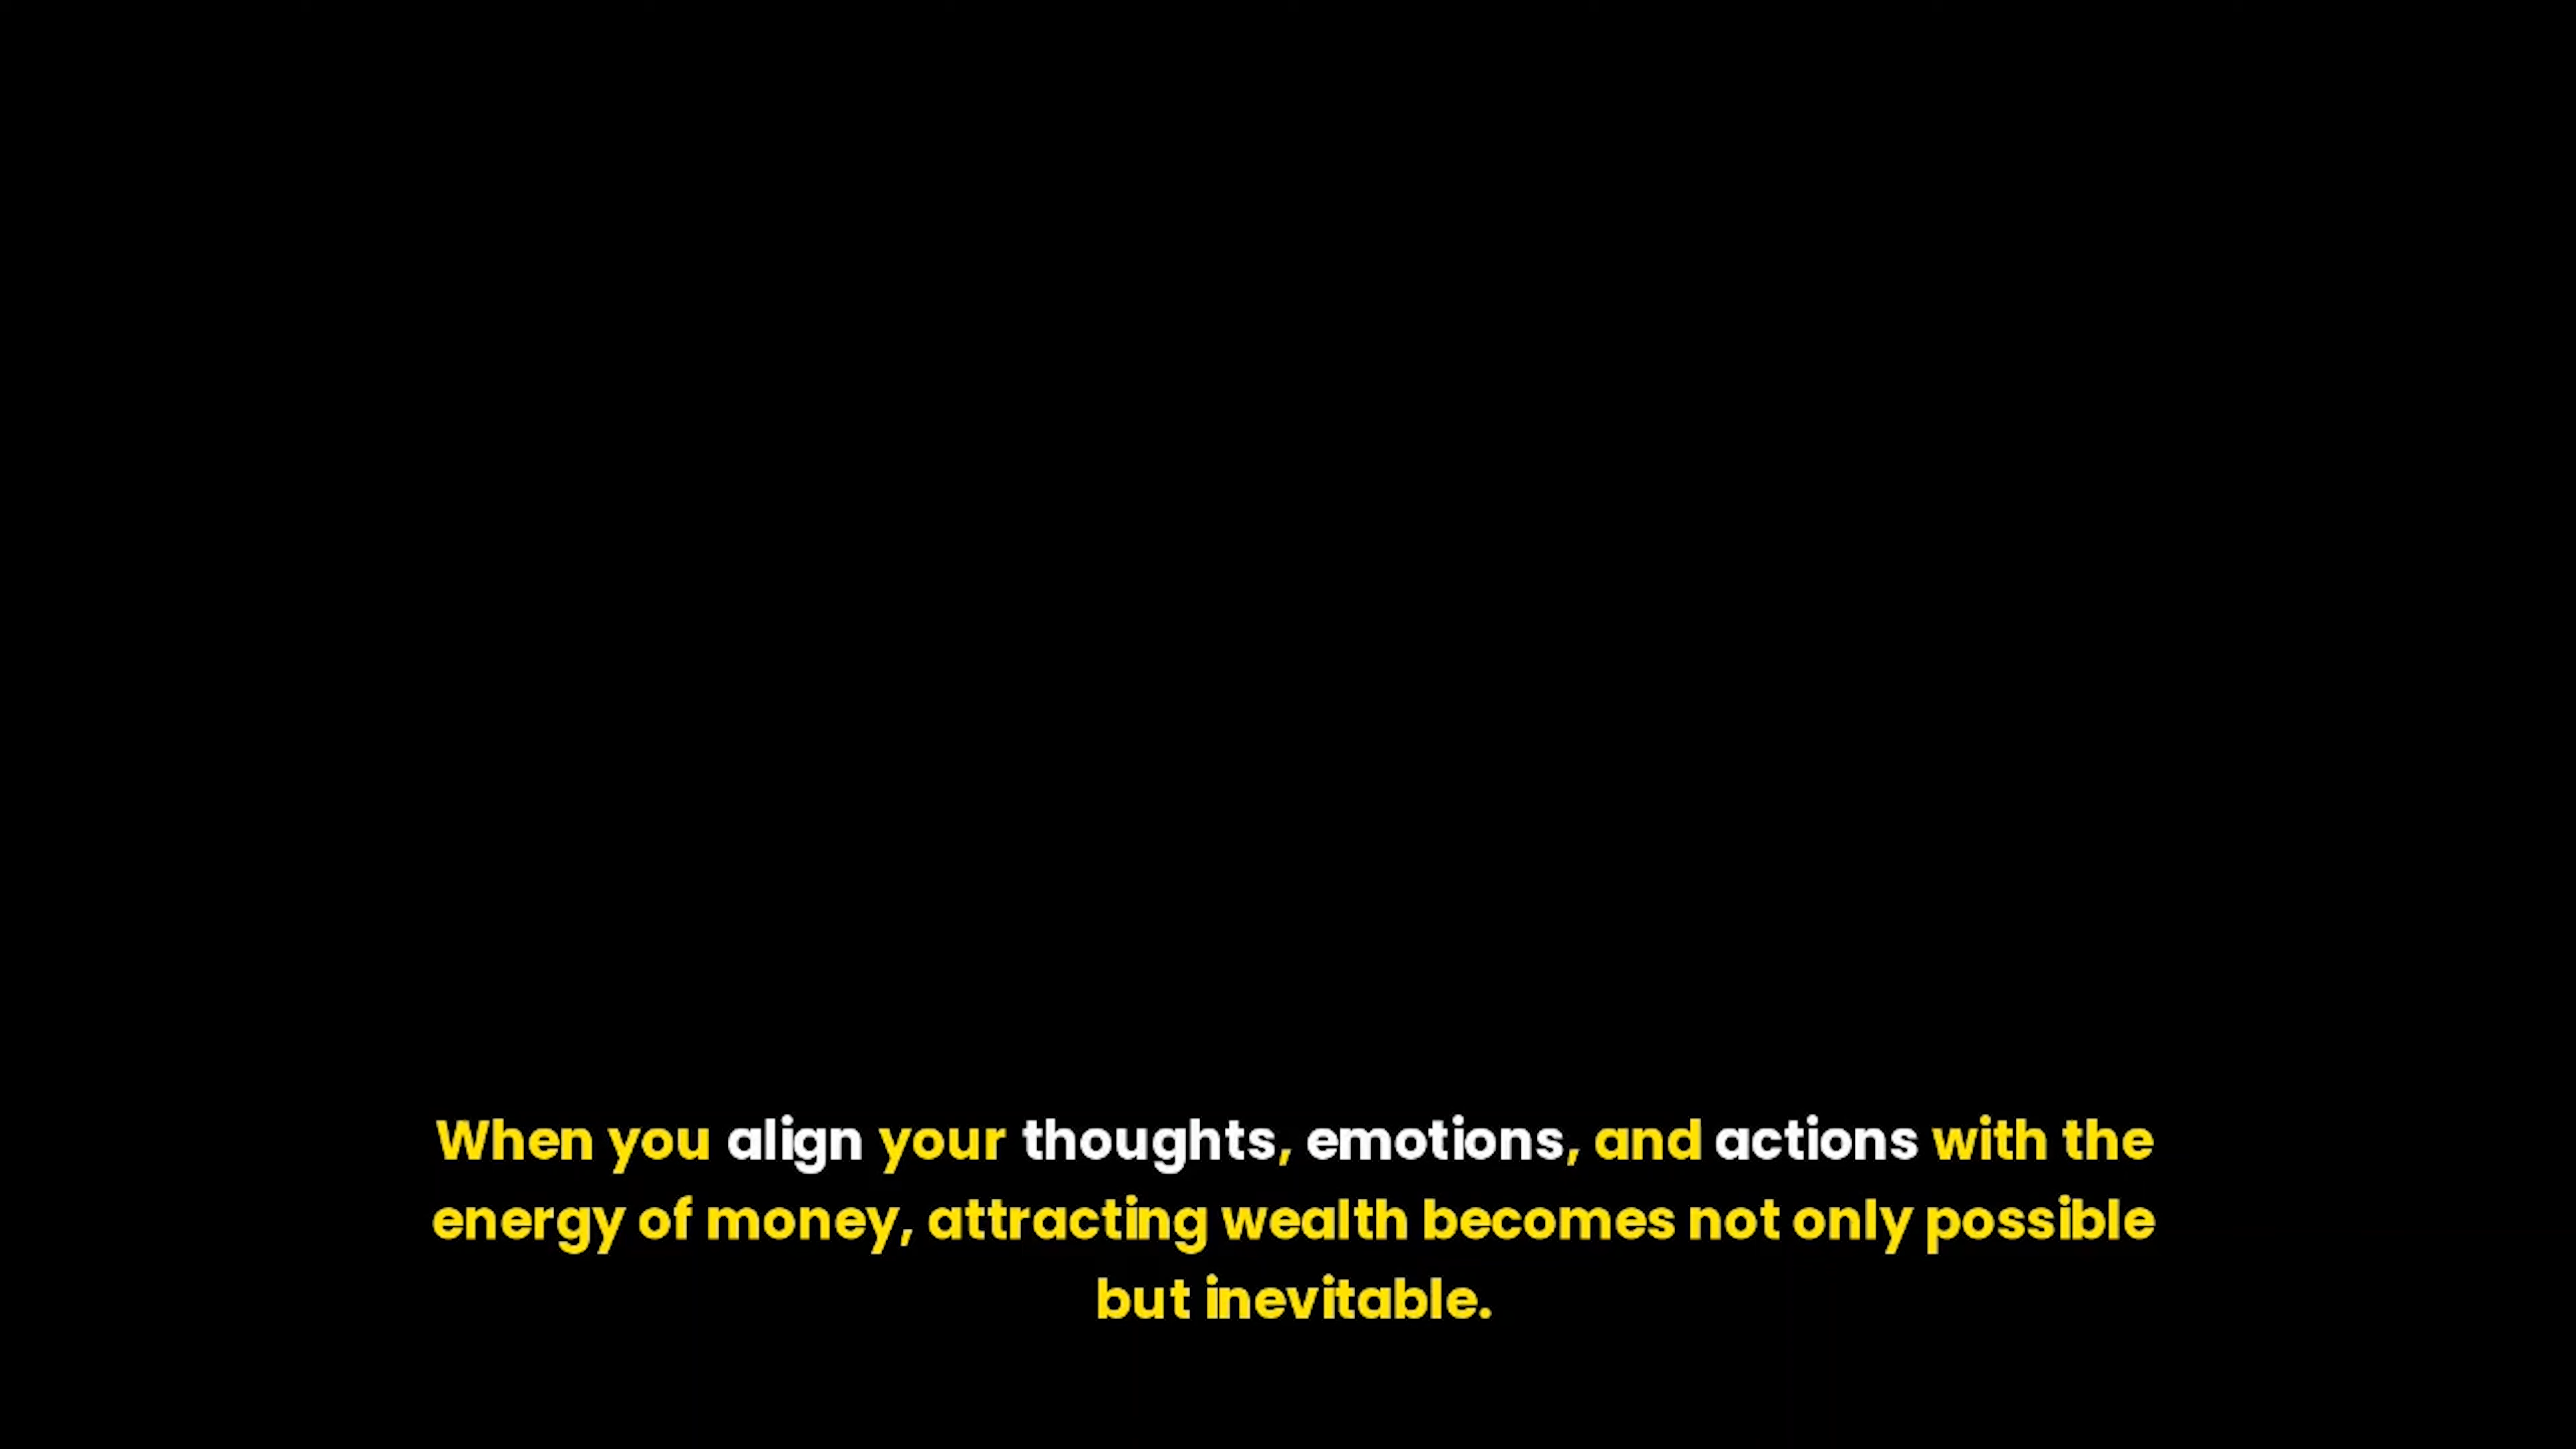 When you align your thoughts, emotions, and actions with the
energy of money, attracting wealth becomes not only possible
but inevitable.